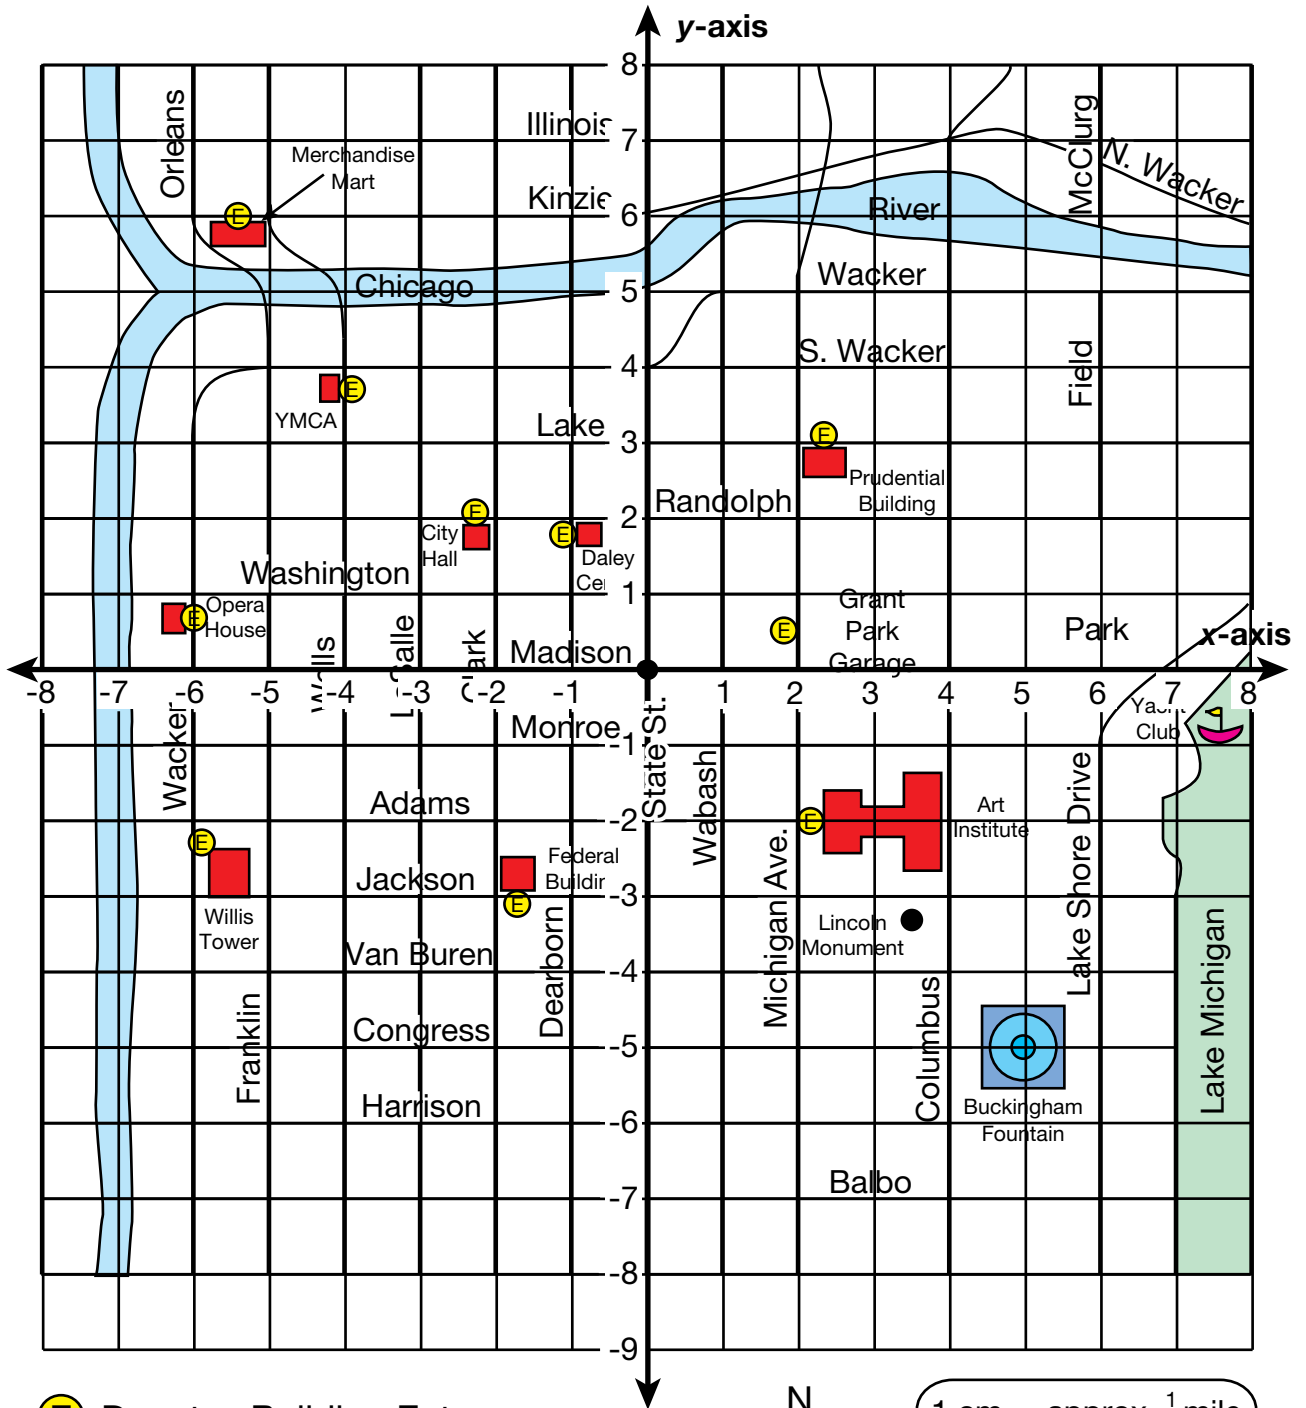 y-axis
8
Orleans
Illinois
7
McClurg
Merchandise
Mart
N. Wacker
Kinzie
6
E
River
Chicago
5
Wacker
S. Wacker
4
Field
E
YMCA
Lake
3
E
Prudential
Building
Randolph
2
E
City
Hall
E
Daley
Washington
1
Opera
House
E
Grant
Park
Garage
E
Park
x-axis
Madison
-8 -7 -6 -5 -4 -3 -2 -1 1 2 3 4 5 6 7 8
Wacker
Monroe
State St.
-1
Club
Wabash
Lake Shore Drive
Adams
-2
E
Art
Institute
E
Michigan Ave.
Jackson
Federal
-3
E
Willis
Tower
Lincoln
Monument
Dearborn
Van Buren
-4
Lake Michigan
Franklin
Congress
-5
Columbus
Harrison
-6
Buckingham
Fountain
Balbo
-7
-8
-9
N